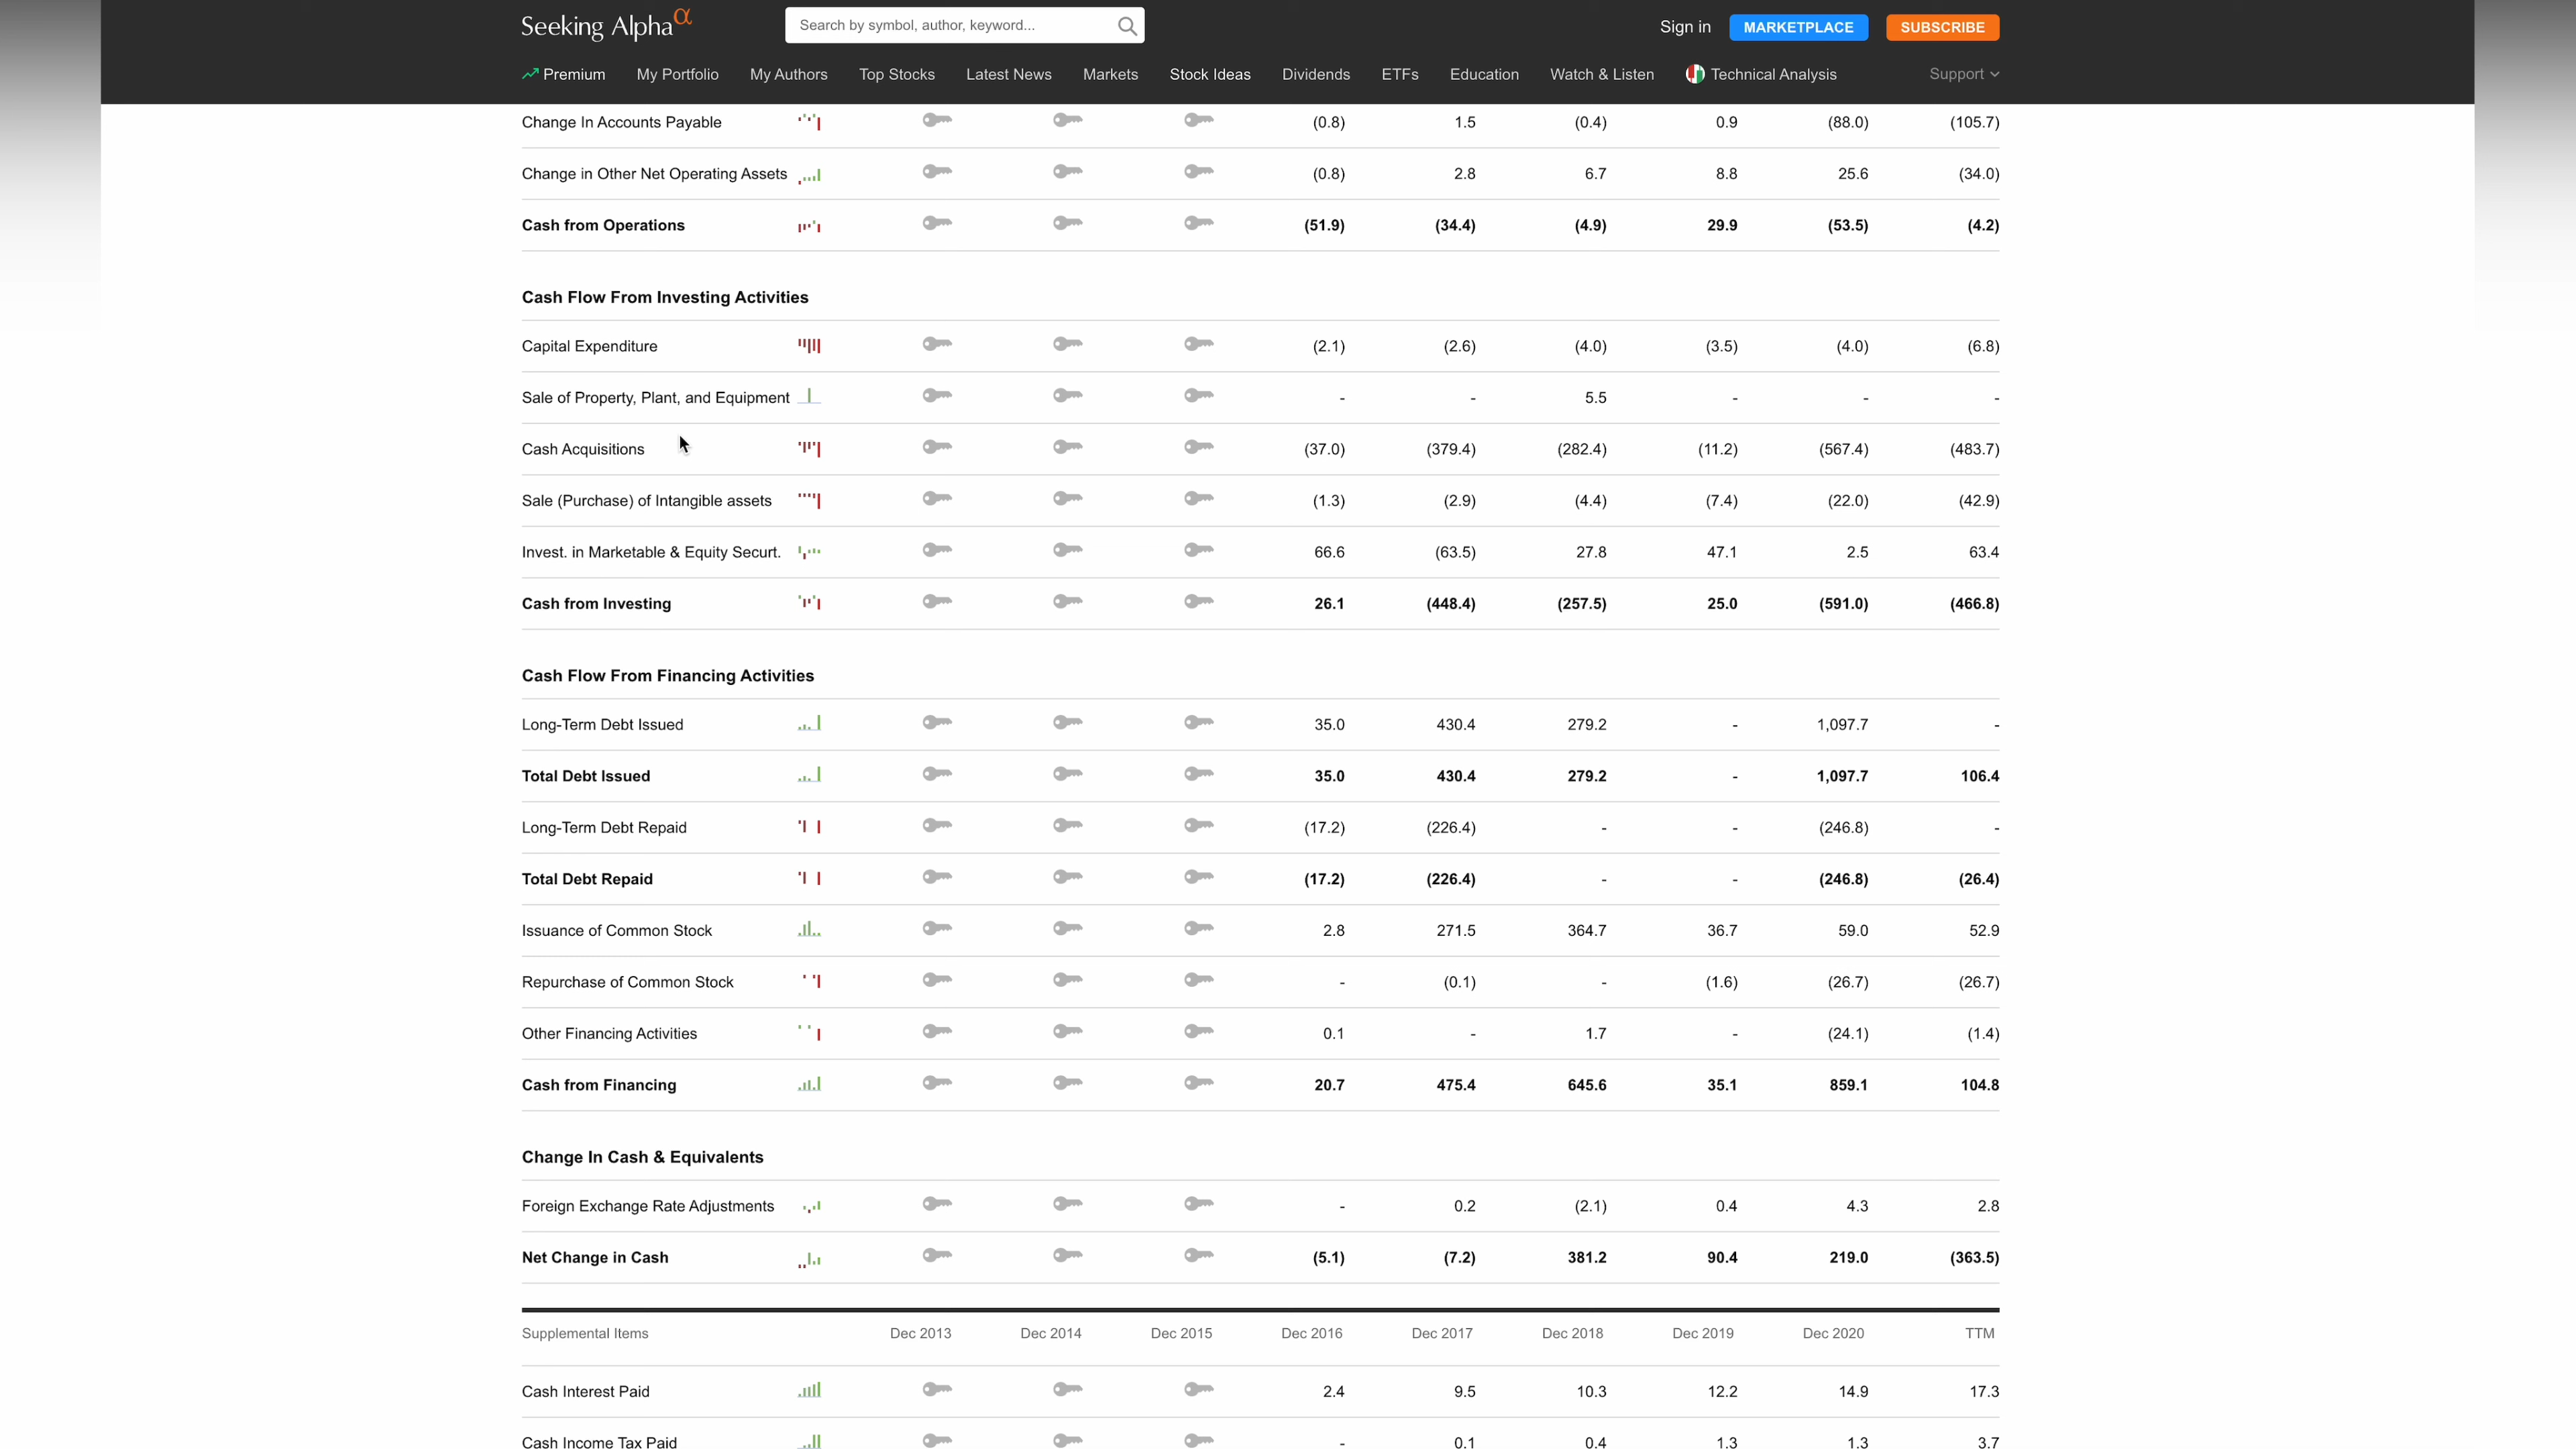 Seeking Alpha α
Search by symbol, author, keyword...
Sign in MARKETPLACE SUBSCRIBE
Premium My Portfolio My Authors Top Stocks Latest News Markets Stock Ideas Dividends ETFs Education Watch & Listen Technical Analysis Support
Change In Accounts Payable (0.8) 1.5 (0.4) 0.9 (88.0) (105.7)
Change in Other Net Operating Assets (0.8) 2.8 6.7 8.8 25.6 (34.0)
Cash from Operations (51.9) (34.4) (4.9) 29.9 (53.5) (4.2)
Cash Flow From Investing Activities
Capital Expenditure (2.1) (2.6) (4.0) (3.5) (4.0) (6.8)
Sale of Property, Plant, and Equipment - - 5.5 - - -
Cash Acquisitions (37.0) (379.4) (282.4) (11.2) (567.4) (483.7)
Sale (Purchase) of Intangible assets (1.3) (2.9) (4.4) (7.4) (22.0) (42.9)
Invest. in Marketable & Equity Securt. 66.6 (63.5) 27.8 47.1 2.5 63.4
Cash from Investing 26.1 (448.4) (257.5) 25.0 (591.0) (466.8)
Cash Flow From Financing Activities
Long-Term Debt Issued 35.0 430.4 279.2 - 1,097.7 -
Total Debt Issued 35.0 430.4 279.2 - 1,097.7 106.4
Long-Term Debt Repaid (17.2) (226.4) - - (246.8) -
Total Debt Repaid (17.2) (226.4) - - (246.8) (26.4)
Issuance of Common Stock 2.8 271.5 364.7 36.7 59.0 52.9
Repurchase of Common Stock - (0.1) - (1.6) (26.7) (26.7)
Other Financing Activities 0.1 - 1.7 - (24.1) (1.4)
Cash from Financing 20.7 475.4 645.6 35.1 859.1 104.8
Change In Cash & Equivalents
Foreign Exchange Rate Adjustments - 0.2 (2.1) 0.4 4.3 2.8
Net Change in Cash (5.1) (7.2) 381.2 90.4 219.0 (363.5)
Supplemental Items Dec 2013 Dec 2014 Dec 2015 Dec 2016 Dec 2017 Dec 2018 Dec 2019 Dec 2020 TTM
Cash Interest Paid 2.4 9.5 10.3 12.2 14.9 17.3
Cash Income Tax Paid - 0.1 0.4 1.3 1.3 3.7